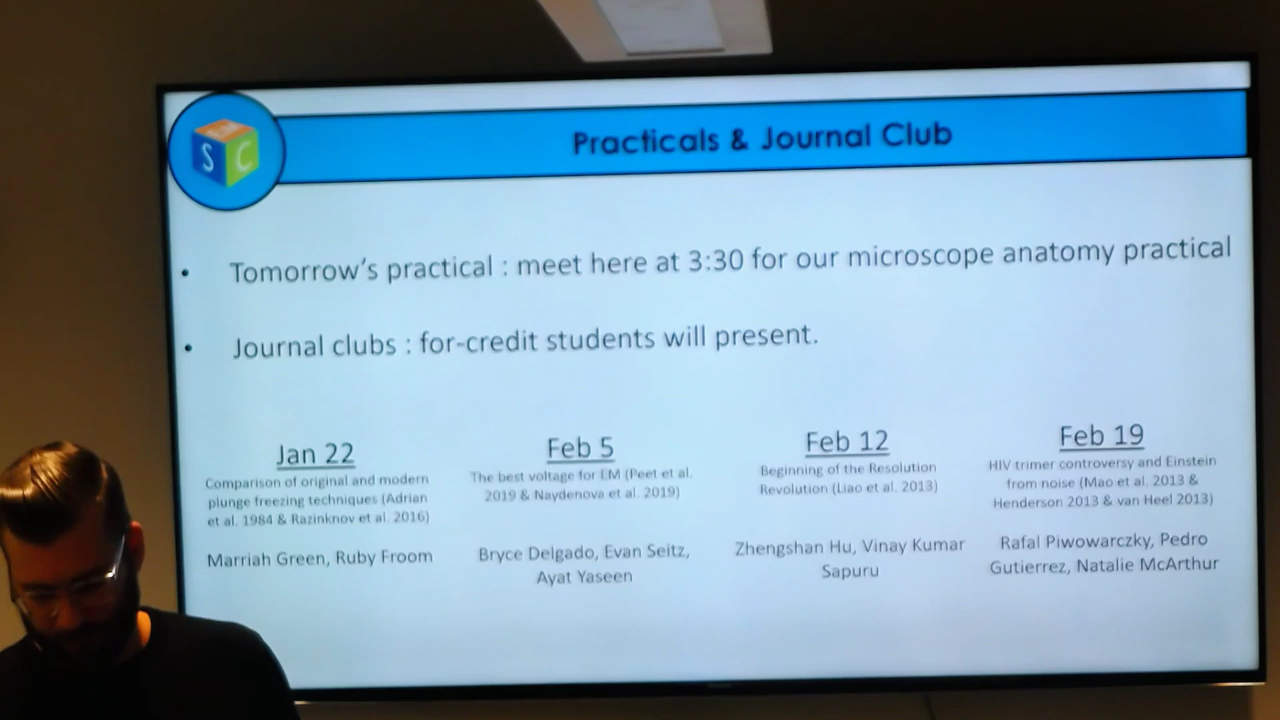 S C
Practicals & Journal Club
• Tomorrow's practical : meet here at 3:30 for our microscope anatomy practical
• Journal clubs : for-credit students will present.
Jan 22
Comparison of original and modern
plunge freezing techniques (Adrian
et al. 1984 & Razinknov et al. 2016)
Marriah Green, Ruby Froom
Feb 5
The best voltage for EM (Peet et al.
2019 & Naydenova et al. 2019)
Bryce Delgado, Evan Seitz,
Ayat Yaseen
Feb 12
Beginning of the Resolution
Revolution (Liao et al. 2013)
Zhengshan Hu, Vinay Kumar
Sapuru
Feb 19
HIV trimer controversy and Einstein
from noise (Mao et al. 2013 &
Henderson 2013 & van Heel 2013)
Rafal Piwowarczky, Pedro
Gutierrez, Natalie McArthur